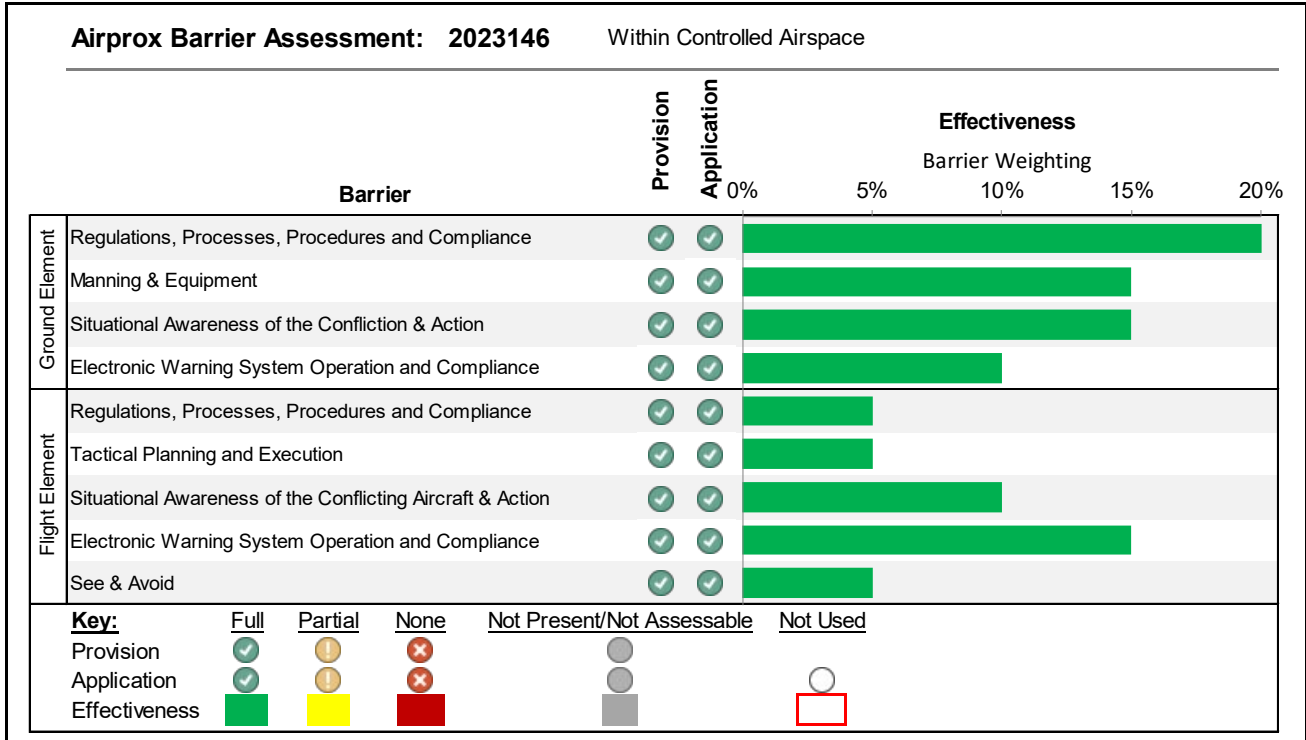 Airprox Barrier Assessment: 2023146 Within Controlled Airspace
Provision
Application
Effectiveness
Barrier Weighting
Barrier
0% 5% 10% 15% 20%
Ground Element
Regulations, Processes, Procedures and Compliance
Manning & Equipment
Situational Awareness of the Confliction & Action
Electronic Warning System Operation and Compliance
Flight Element
Regulations, Processes, Procedures and Compliance
Tactical Planning and Execution
Situational Awareness of the Conflicting Aircraft & Action
Electronic Warning System Operation and Compliance
See & Avoid
Key: Full Partial None Not Present/Not Assessable Not Used
Provision
Application
Effectiveness